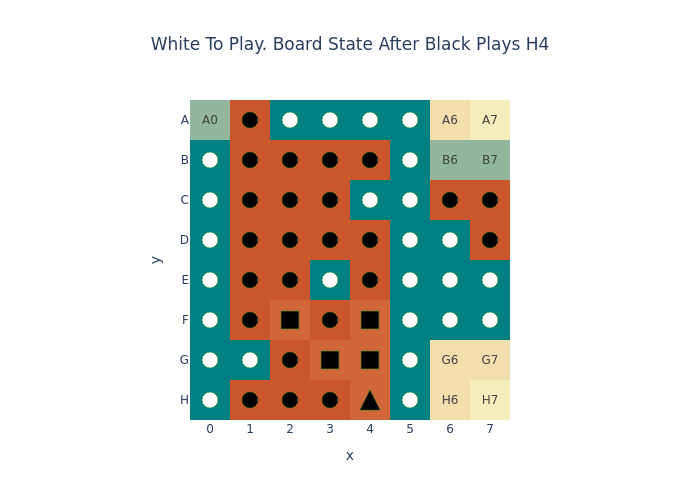 White To Play. Board State After Black Plays H4
A A0 A6 A7
B B6 B7
C
D
y
E
F
G G6 G7
H H6 H7
0 1 2 3 4 5 6 7
x